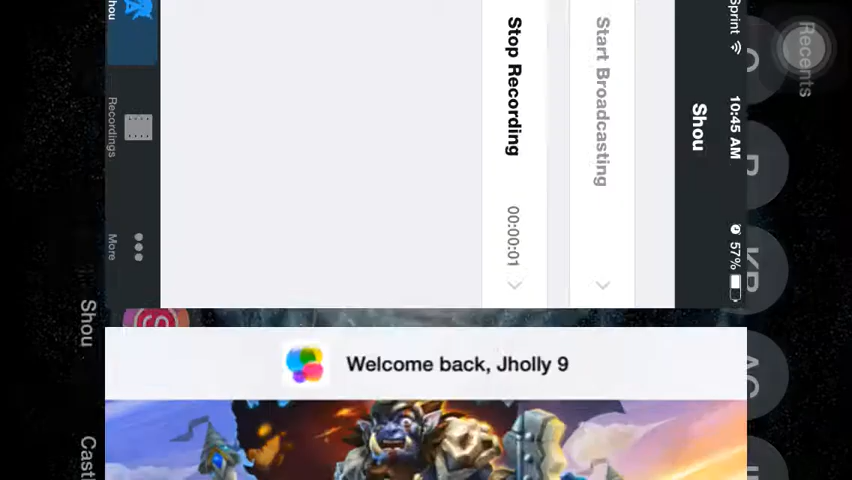 Sprint
10:45 AM
57%
Shou
Start Broadcasting
Stop Recording
00:00:01
Recordings
More
Recents
Shou
Welcome back, Jholly 9